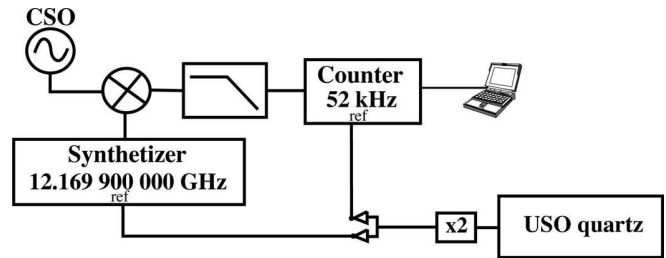 CSO
Counter
52 kHz
ref
Synthetizer
12.169 900 000 GHz
ref
x2
USO quartz